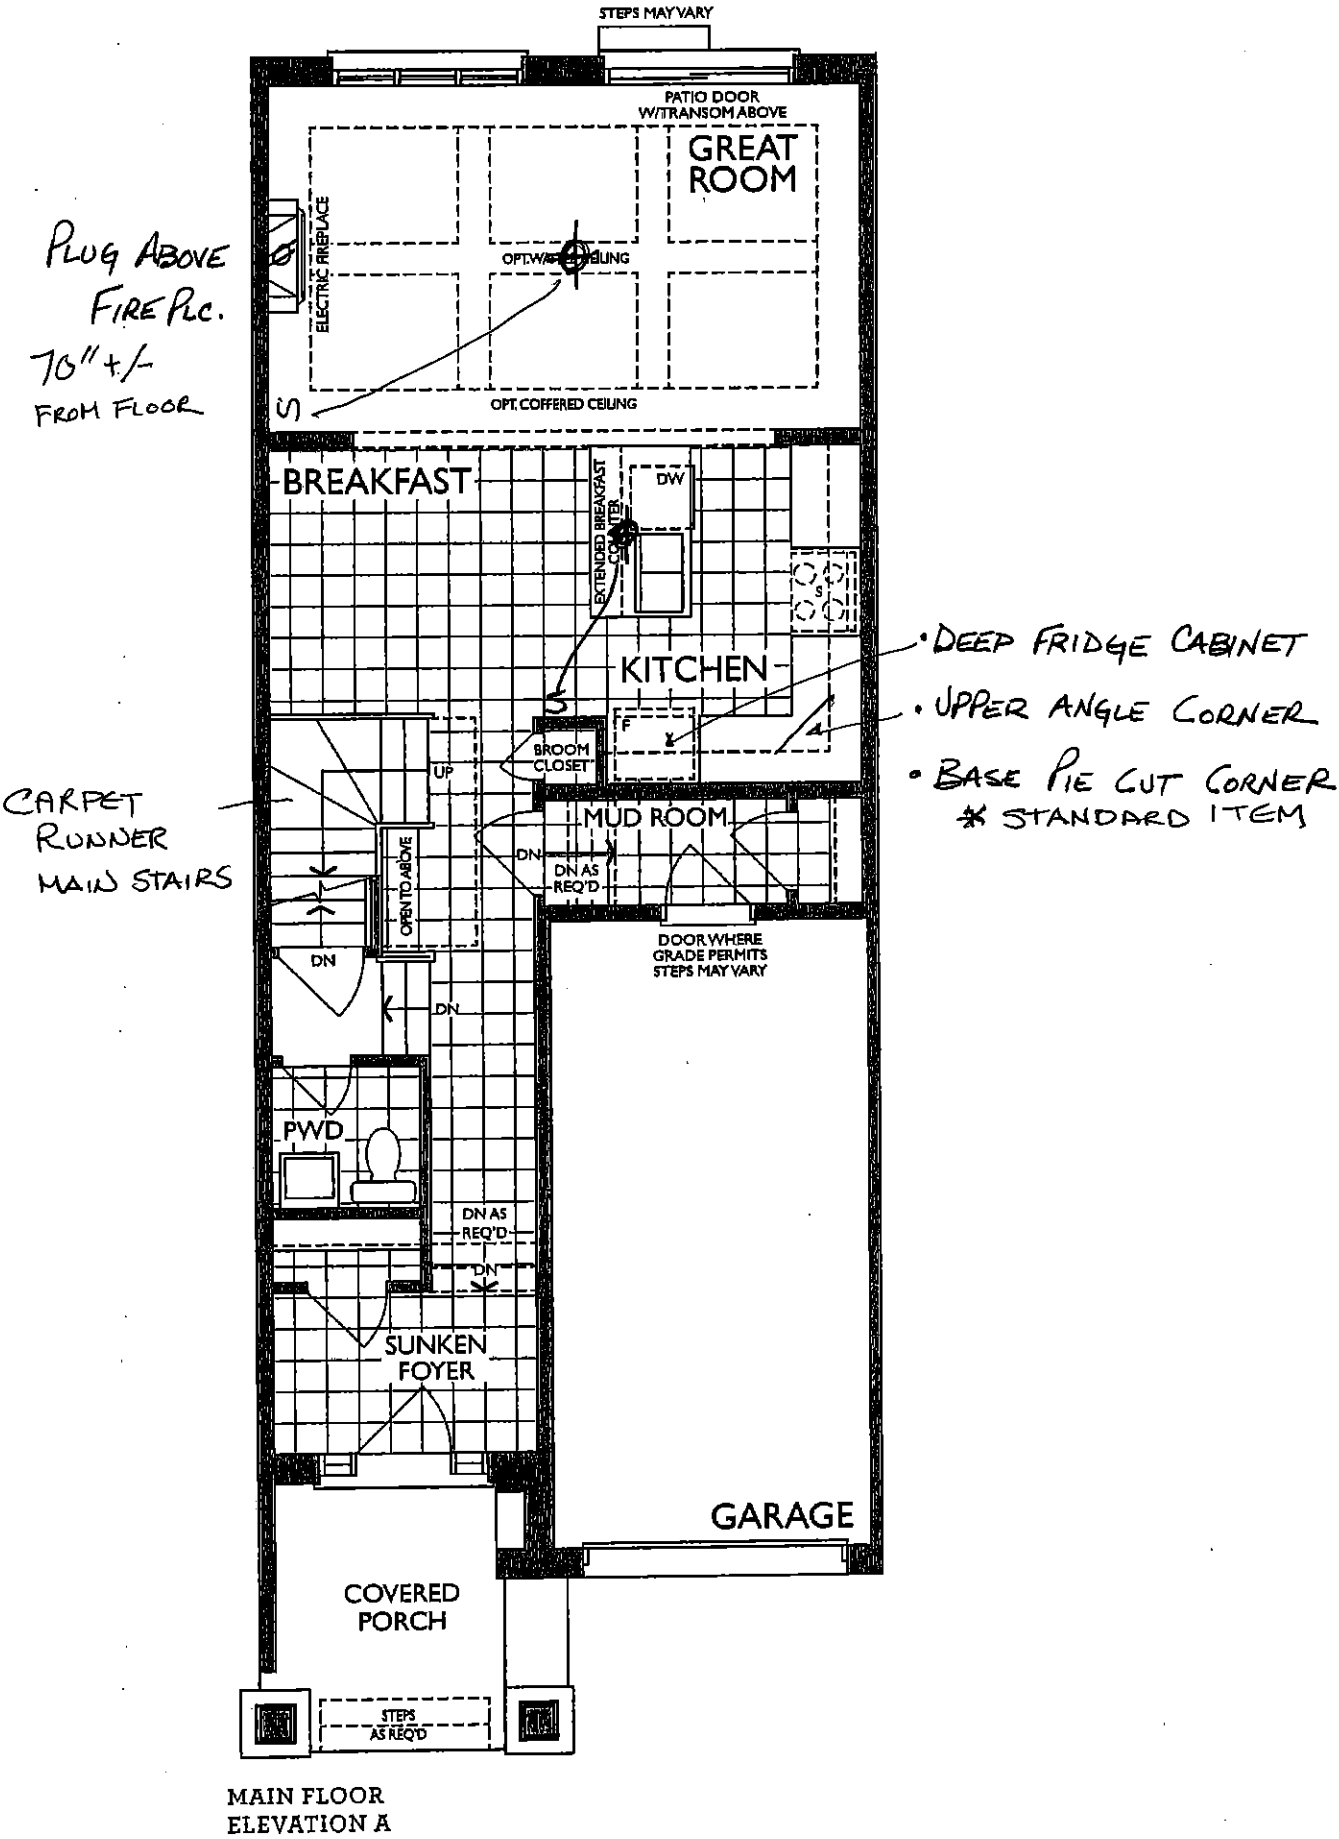 STEPS MAY VARY
PATIO DOOR
W/TRANSOM ABOVE
GREAT
ROOM
ELECTRIC FIREPLACE
PLUG ABOVE
FIRE PLC.
70" +/-
FROM FLOOR
S
OPT. COFFERED CEILING
BREAKFAST
EXTENDED BREAKFAST
COUNTER
DW
S
KITCHEN
S
F
• DEEP FRIDGE CABINET
• UPPER ANGLE CORNER
• BASE PIE CUT CORNER
* STANDARD ITEM
BROOM
CLOSET
UP
CARPET
RUNNER
MAIN STAIRS
MUD ROOM
DN
DN AS
REQ'D
OPEN TO ABOVE
DOOR WHERE
GRADE PERMITS
STEPS MAY VARY
DN
DN
PWD
DN AS
REQ'D
DN
SUNKEN
FOYER
GARAGE
COVERED
PORCH
STEPS
AS REQ'D
MAIN FLOOR
ELEVATION A